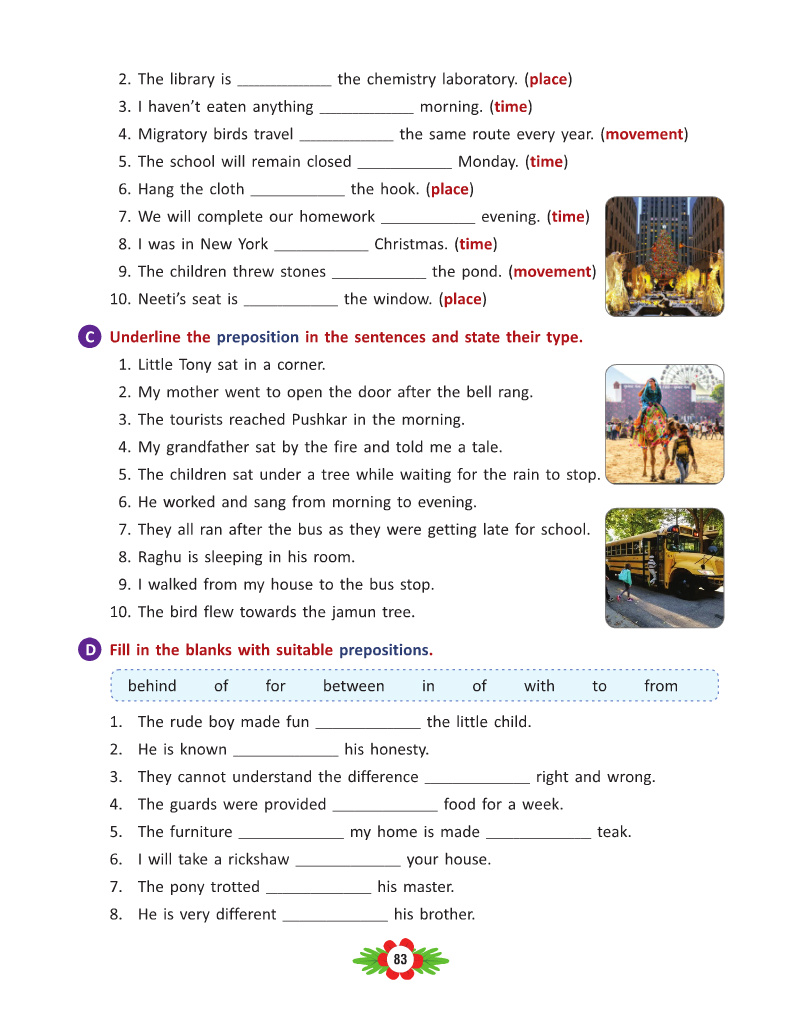 2. The library is ____________ the chemistry laboratory. (place)
3. I haven't eaten anything ____________ morning. (time)
4. Migratory birds travel ____________ the same route every year. (movement)
5. The school will remain closed ____________ Monday. (time)
6. Hang the cloth ____________ the hook. (place)
7. We will complete our homework ____________ evening. (time)
8. I was in New York ____________ Christmas. (time)
9. The children threw stones ____________ the pond. (movement)
10. Neeti's seat is ____________ the window. (place)
C Underline the preposition in the sentences and state their type.
1. Little Tony sat in a corner.
2. My mother went to open the door after the bell rang.
3. The tourists reached Pushkar in the morning.
4. My grandfather sat by the fire and told me a tale.
5. The children sat under a tree while waiting for the rain to stop.
6. He worked and sang from morning to evening.
7. They all ran after the bus as they were getting late for school.
8. Raghu is sleeping in his room.
9. I walked from my house to the bus stop.
10. The bird flew towards the jamun tree.
D Fill in the blanks with suitable prepositions.
behind of for between in of with to from
1. The rude boy made fun _____________ the little child.
2. He is known _____________ his honesty.
3. They cannot understand the difference _____________ right and wrong.
4. The guards were provided _____________ food for a week.
5. The furniture _____________ my home is made _____________ teak.
6. I will take a rickshaw _____________ your house.
7. The pony trotted _____________ his master.
8. He is very different _____________ his brother.
83